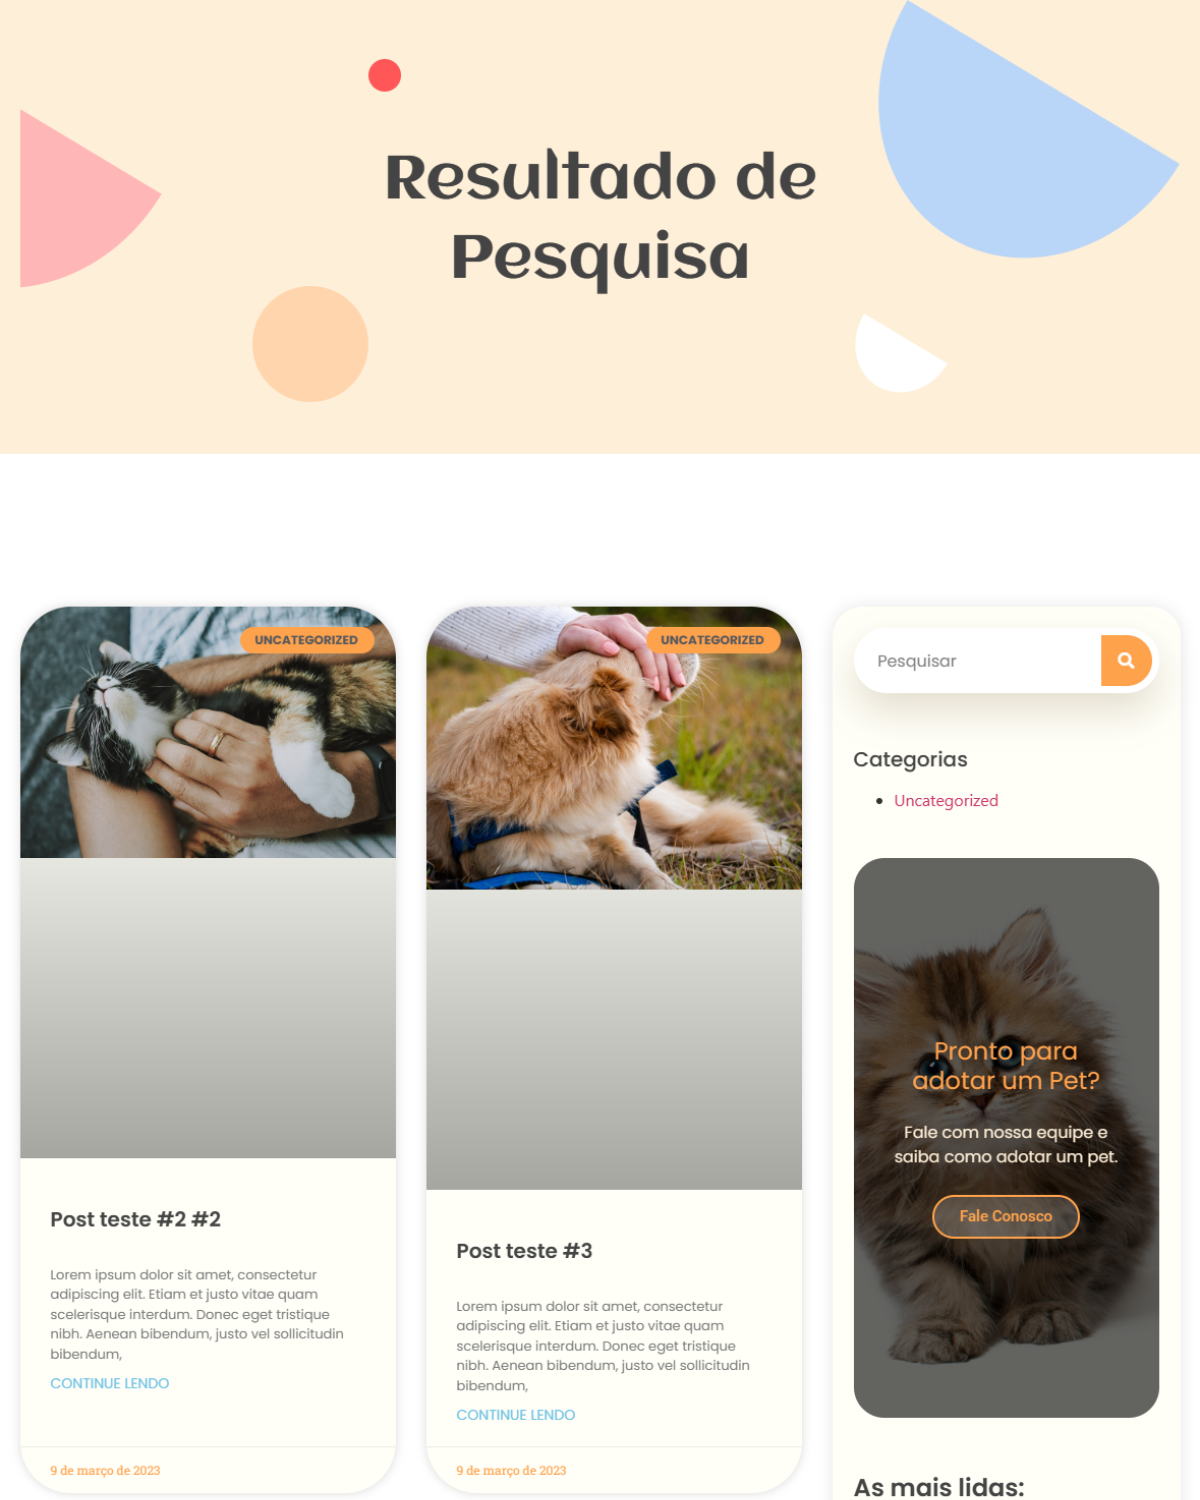 Resultado de
Pesquisa
UNCATEGORIZED
Post teste #2 #2
Lorem ipsum dolor sit amet, consectetur
adipiscing elit. Etiam et justo vitae quam
scelerisque interdum. Donec eget tristique
nibh. Aenean bibendum, justo vel sollicitudin
bibendum,
CONTINUE LENDO
9 de março de 2023
UNCATEGORIZED
Post teste #3
Lorem ipsum dolor sit amet, consectetur
adipiscing elit. Etiam et justo vitae quam
scelerisque interdum. Donec eget tristique
nibh. Aenean bibendum, justo vel sollicitudin
bibendum,
CONTINUE LENDO
9 de março de 2023
Pesquisar
Categorias
Uncategorized
Pronto para
adotar um Pet?
Fale com nossa equipe e
saiba como adotar um pet.
Fale Conosco
As mais lidas: